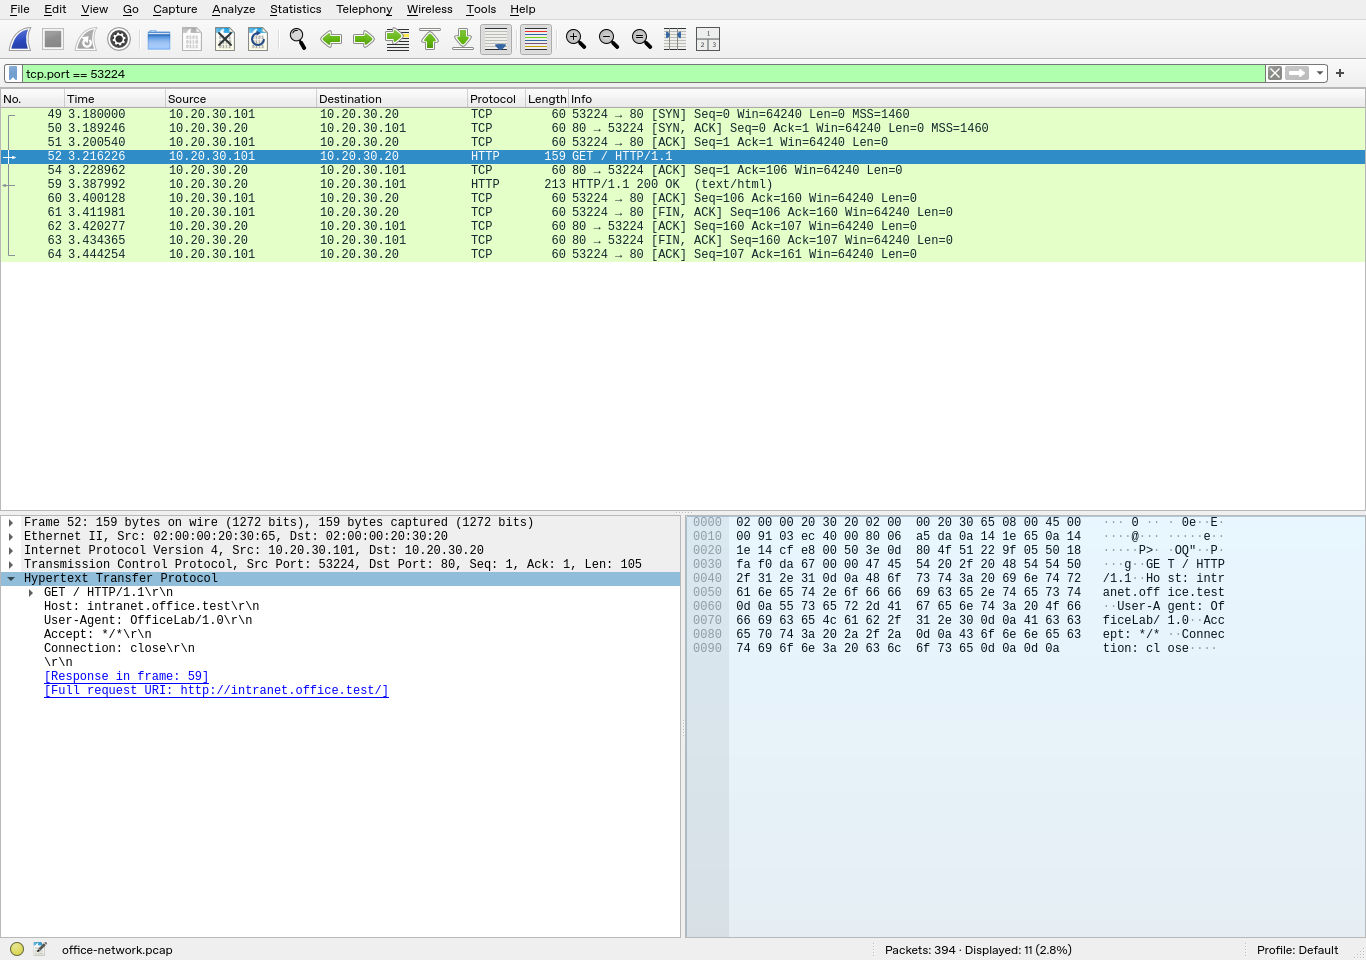 File Edit View Go Capture Analyze Statistics Telephony Wireless Tools Help
tcp.port == 53224
No. Time Source Destination Protocol Length Info
49 3.180000 10.20.30.101 10.20.30.20 TCP 60 53224 → 80 [SYN] Seq=0 Win=64240 Len=0 MSS=1460
50 3.189246 10.20.30.20 10.20.30.101 TCP 60 80 → 53224 [SYN, ACK] Seq=0 Ack=1 Win=64240 Len=0 MSS=1460
51 3.200540 10.20.30.101 10.20.30.20 TCP 60 53224 → 80 [ACK] Seq=1 Ack=1 Win=64240 Len=0
52 3.216226 10.20.30.101 10.20.30.20 HTTP 159 GET / HTTP/1.1
54 3.228962 10.20.30.20 10.20.30.101 TCP 60 80 → 53224 [ACK] Seq=1 Ack=106 Win=64240 Len=0
59 3.387992 10.20.30.20 10.20.30.101 HTTP 213 HTTP/1.1 200 OK  (text/html)
60 3.400128 10.20.30.101 10.20.30.20 TCP 60 53224 → 80 [ACK] Seq=106 Ack=160 Win=64240 Len=0
61 3.411981 10.20.30.101 10.20.30.20 TCP 60 53224 → 80 [FIN, ACK] Seq=106 Ack=160 Win=64240 Len=0
62 3.420277 10.20.30.20 10.20.30.101 TCP 60 80 → 53224 [ACK] Seq=160 Ack=107 Win=64240 Len=0
63 3.434365 10.20.30.20 10.20.30.101 TCP 60 80 → 53224 [FIN, ACK] Seq=160 Ack=107 Win=64240 Len=0
64 3.444254 10.20.30.101 10.20.30.20 TCP 60 53224 → 80 [ACK] Seq=107 Ack=161 Win=64240 Len=0
Frame 52: 159 bytes on wire (1272 bits), 159 bytes captured (1272 bits)
Ethernet II, Src: 02:00:00:20:30:65, Dst: 02:00:00:20:30:20
Internet Protocol Version 4, Src: 10.20.30.101, Dst: 10.20.30.20
Transmission Control Protocol, Src Port: 53224, Dst Port: 80, Seq: 1, Ack: 1, Len: 105
Hypertext Transfer Protocol
GET / HTTP/1.1\r\n
Host: intranet.office.test\r\n
User-Agent: OfficeLab/1.0\r\n
Accept: */*\r\n
Connection: close\r\n
\r\n
[Response in frame: 59]
[Full request URI: http://intranet.office.test/]
0000 02 00 00 20 30 20 02 00 00 20 30 65 08 00 45 00 ··· 0 ·· · 0e··E·
0010 00 91 03 ec 40 00 80 06 a5 da 0a 14 1e 65 0a 14 ····@··· ·····e··
0020 1e 14 cf e8 00 50 3e 0d 80 4f 51 22 9f 05 50 18 ·····P>· ·OQ"··P·
0030 fa f0 da 67 00 00 47 45 54 20 2f 20 48 54 54 50 ···g··GE T / HTTP
0040 2f 31 2e 31 0d 0a 48 6f 73 74 3a 20 69 6e 74 72 /1.1··Ho st: intr
0050 61 6e 65 74 2e 6f 66 66 69 63 65 2e 74 65 73 74 anet.off ice.test
0060 0d 0a 55 73 65 72 2d 41 67 65 6e 74 3a 20 4f 66 ··User-A gent: Of
0070 66 69 63 65 4c 61 62 2f 31 2e 30 0d 0a 41 63 63 ficeLab/ 1.0··Acc
0080 65 70 74 3a 20 2a 2f 2a 0d 0a 43 6f 6e 6e 65 63 ept: */* ··Connec
0090 74 69 6f 6e 3a 20 63 6c 6f 73 65 0d 0a 0d 0a tion: cl ose····
office-network.pcap
Packets: 394 · Displayed: 11 (2.8%)
Profile: Default